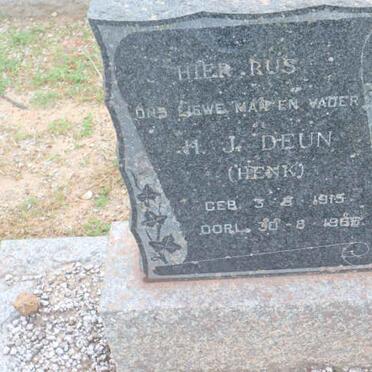 HIER RUS
ONS LIEWE MAN EN VADER
H. J. DEUN
(HENK)
GEB. 3-8-1915
OORL. 30-8-1966